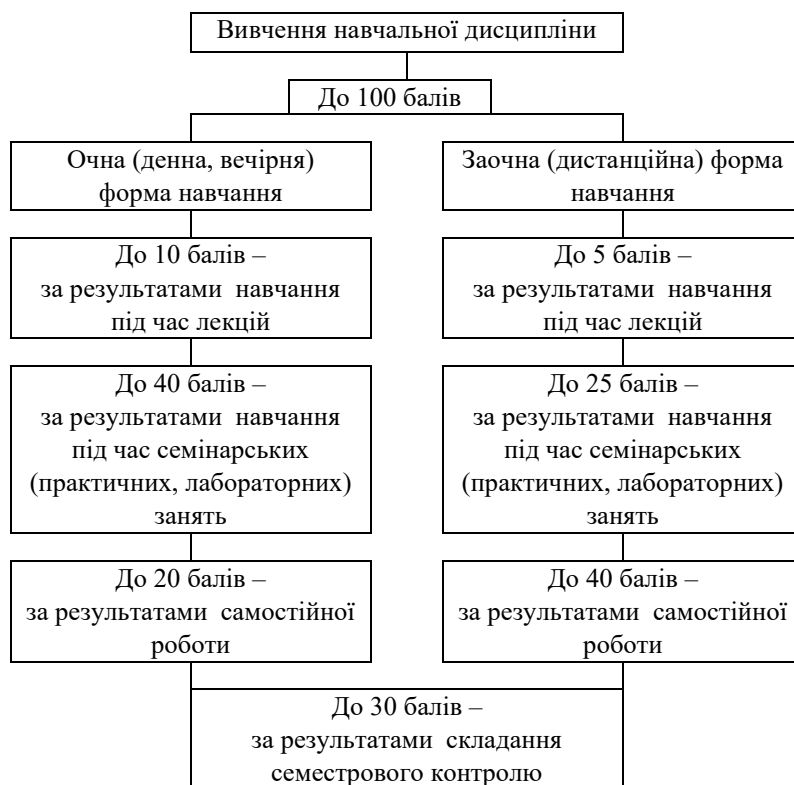 Вивчення навчальної дисципліни
До 100 балів
Очна (денна, вечірня)
форма навчання
Заочна (дистанційна) форма
навчання
До 10 балів –
за результатами навчання
під час лекцій
До 5 балів –
за результатами навчання
під час лекцій
До 40 балів –
за результатами навчання
під час семінарських
(практичних, лабораторних)
занять
До 25 балів –
за результатами навчання
під час семінарських
(практичних, лабораторних)
занять
До 20 балів –
за результатами самостійної
роботи
До 40 балів –
за результатами самостійної
роботи
До 30 балів –
за результатами складання
семестрового контролю